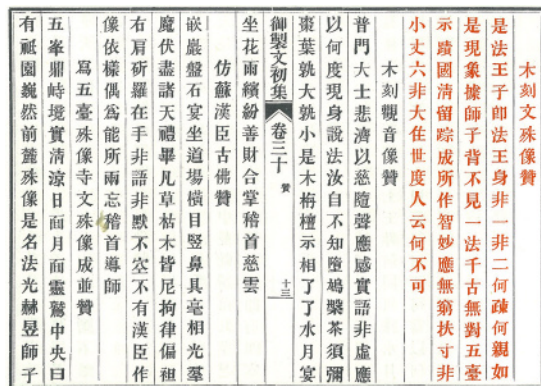 木刻文殊像贊
是法王子即法王身非一非二何疎何親如
是現象據師子背不見一法千古無對五臺
示蹟國清留踪成所作智妙應無窮扶寸非
小丈六非大住世度人云何不可
木刻觀音像贊
普門大士悲濟以慈隨聲應感實語非虛應
以何度現身說法汝自不知墮鴆槃茶須彌
棗葉孰大孰小是木栴檀示相了了水月宴
御製文初集
卷三十
贊
十三
坐花雨繽紛善財合掌稽首慈雲
仿蘇漢臣古佛贊
嵌巖盤石宴坐道場橫目竪鼻具毫相光羣
魔伏盡諸天禮畢凡草枯木皆尼拘律偏袒
右肩斫羅在手非語非默不空不有漢臣作
像依樣偶為能所兩忘稽首導師
寫五臺殊像寺文殊像成並贊
五峯鼎峙境實清涼日面月面靈鷲中央曰
有祗園巍然前麓殊像是名法光赫昱師子